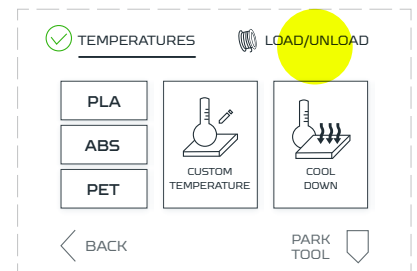 TEMPERATURES
LOAD/UNLOAD
PLA
ABS
PET
CUSTOM
TEMPERATURE
COOL
DOWN
BACK
PARK
TOOL